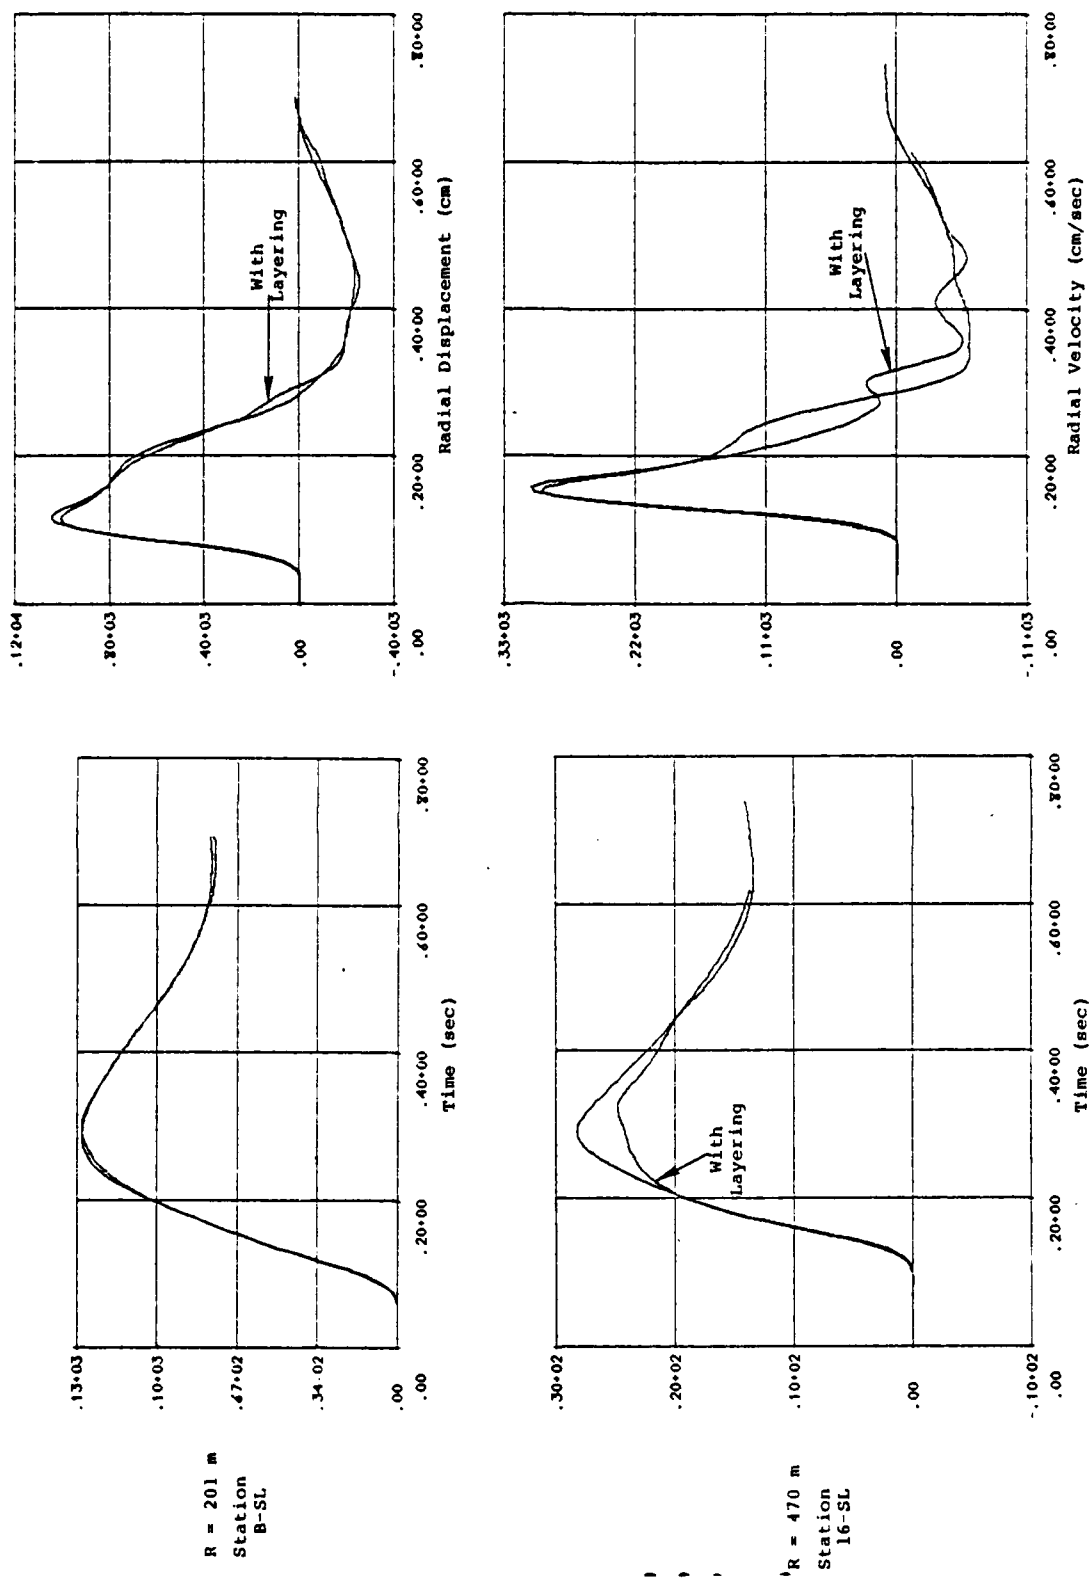 R = 201 m
Station
B-SL
.13+03
.10+03
.67+02
.34+02
.00
.00
.20+00
.40+00
.60+00
.80+00
Time (sec)
.12+04
.80+03
.40+03
.00
-.40+03
.00
.20+00
.40+00
.60+00
.80+00
With
Layering
Radial Displacement (cm)
R = 470 m
Station
16-SL
.30+02
.20+02
.10+02
.00
-.10+02
.00
.20+00
.40+00
.60+00
.80+00
With
Layering
Time (sec)
.33+03
.22+03
.11+03
.00
-.11+03
.00
.20+00
.40+00
.60+00
.80+00
With
Layering
Radial Velocity (cm/sec)